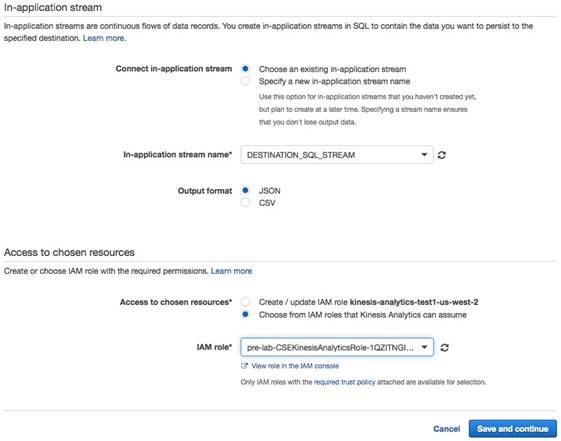 In-application stream
In-application streams are continuous flows of data records. You create in-application streams in SQL to contain the data you want to persist to the
specified destination. Learn more.
Connect in-application stream
Choose an existing in-application stream
Specify a new in-application stream name
Use this option for in-application streams that you haven't created yet,
but plan to create at a later time. Specifying a stream name ensures
that you don't lose output data.
In-application stream name*
DESTINATION_SQL_STREAM
Output format
JSON
CSV
Access to chosen resources
Create or choose IAM role with the required permissions. Learn more
Access to chosen resources*
Create / update IAM role kinesis-analytics-test1-us-west-2
Choose from IAM roles that Kinesis Analytics can assume
IAM role*
pre-lab-CSEKinesisAnalyticsRole-1QZITNGI...
View role in the IAM console
Only IAM roles with the required trust policy attached are available for selection.
Cancel
Save and continue